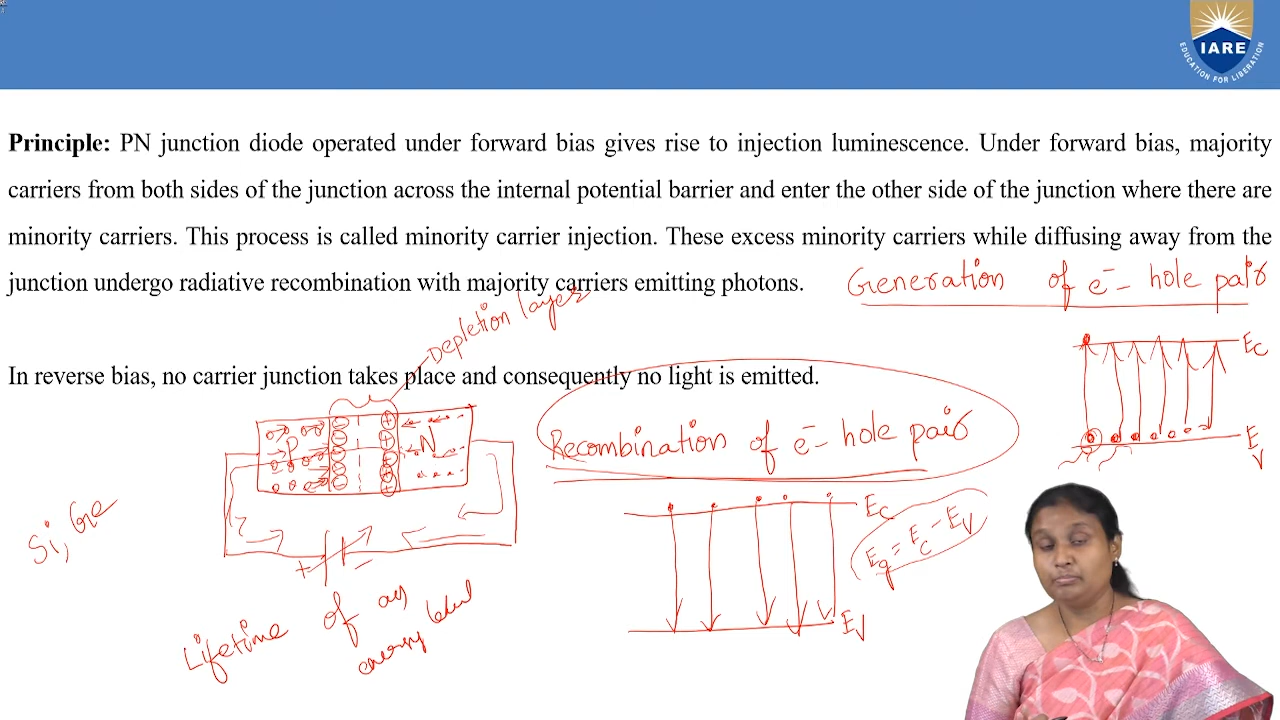 IARE
EDUCATION FOR LIBERATION
Principle: PN junction diode operated under forward bias gives rise to injection luminescence. Under forward bias, majority
carriers from both sides of the junction across the internal potential barrier and enter the other side of the junction where there are
minority carriers. This process is called minority carrier injection. These excess minority carriers while diffusing away from the
junction undergo radiative recombination with majority carriers emitting photons.
Generation of e⁻ hole pair
Depletion layer
Ec
In reverse bias, no carrier junction takes place and consequently no light is emitted.
P N
Recombination of e⁻ hole pair
Ev
Ec
Eg = Ec - Ev
Si, Ge
+ -
Lifetime of an
energy level
Ev